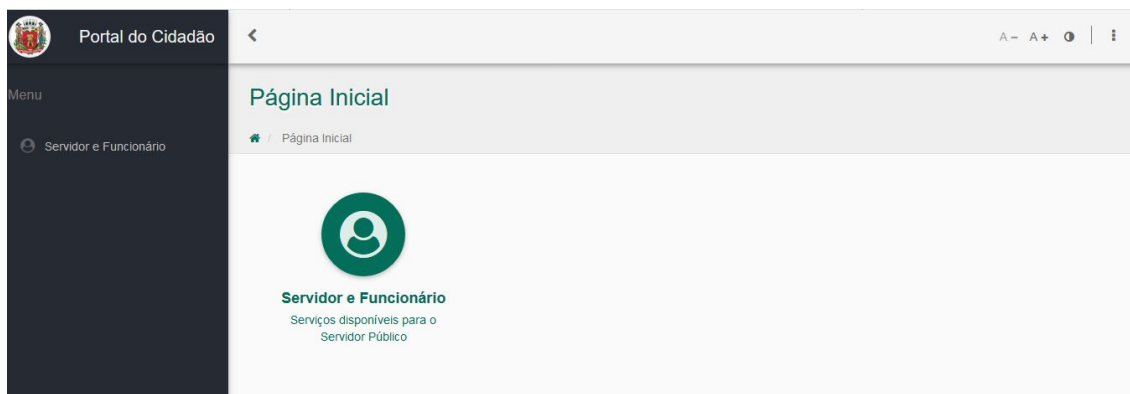 Portal do Cidadão
A- A+
Menu
Servidor e Funcionário
Página Inicial
/ Página Inicial
Servidor e Funcionário
Serviços disponíveis para o
Servidor Público